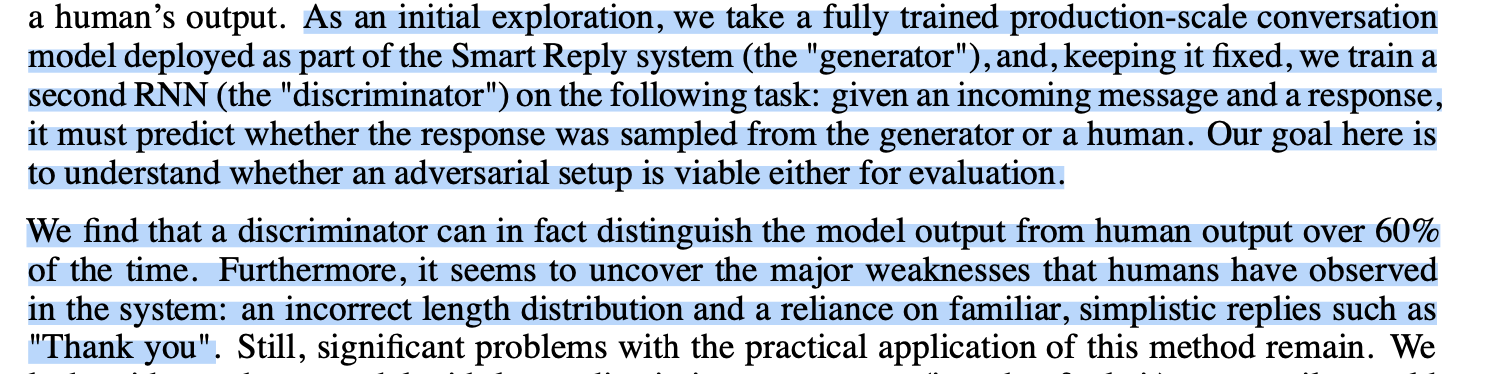 a human's output. As an initial exploration, we take a fully trained production-scale conversation
model deployed as part of the Smart Reply system (the "generator"), and, keeping it fixed, we train a
second RNN (the "discriminator") on the following task: given an incoming message and a response,
it must predict whether the response was sampled from the generator or a human. Our goal here is
to understand whether an adversarial setup is viable either for evaluation.
We find that a discriminator can in fact distinguish the model output from human output over 60%
of the time. Furthermore, it seems to uncover the major weaknesses that humans have observed
in the system: an incorrect length distribution and a reliance on familiar, simplistic replies such as
"Thank you". Still, significant problems with the practical application of this method remain. We